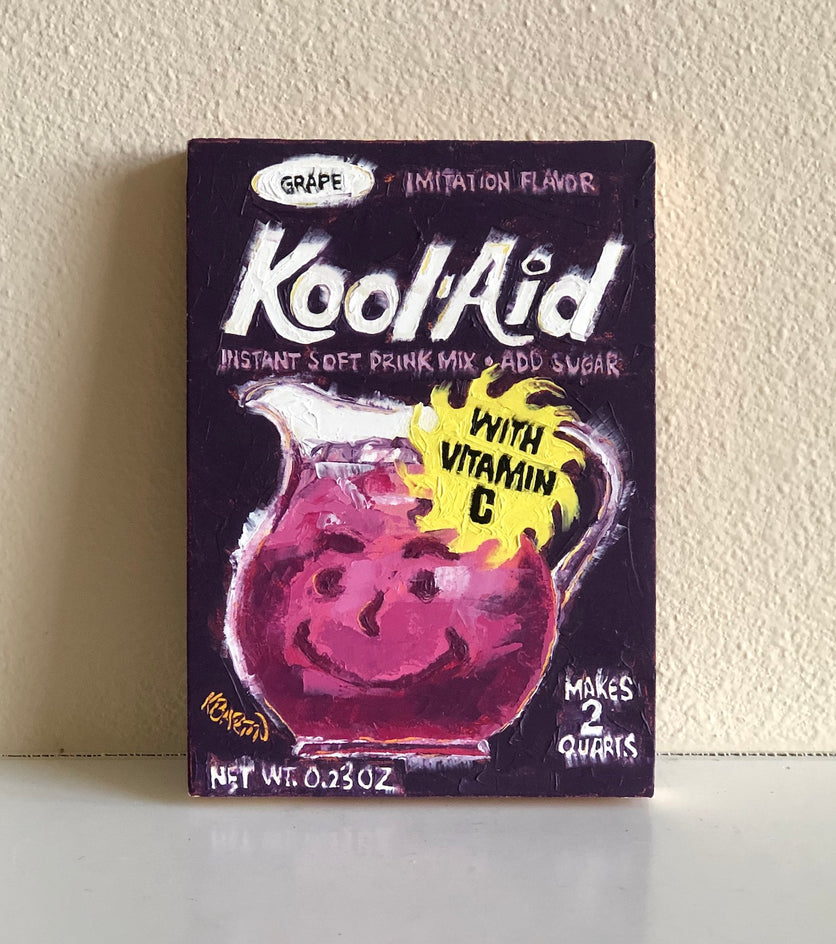 GRAPE IMITATION FLAVOR
Kool-Aid
INSTANT SOFT DRINK MIX • ADD SUGAR
WITH
VITAMIN
C
MAKES
2
QUARTS
KBARTON
NET WT. 0.23 OZ